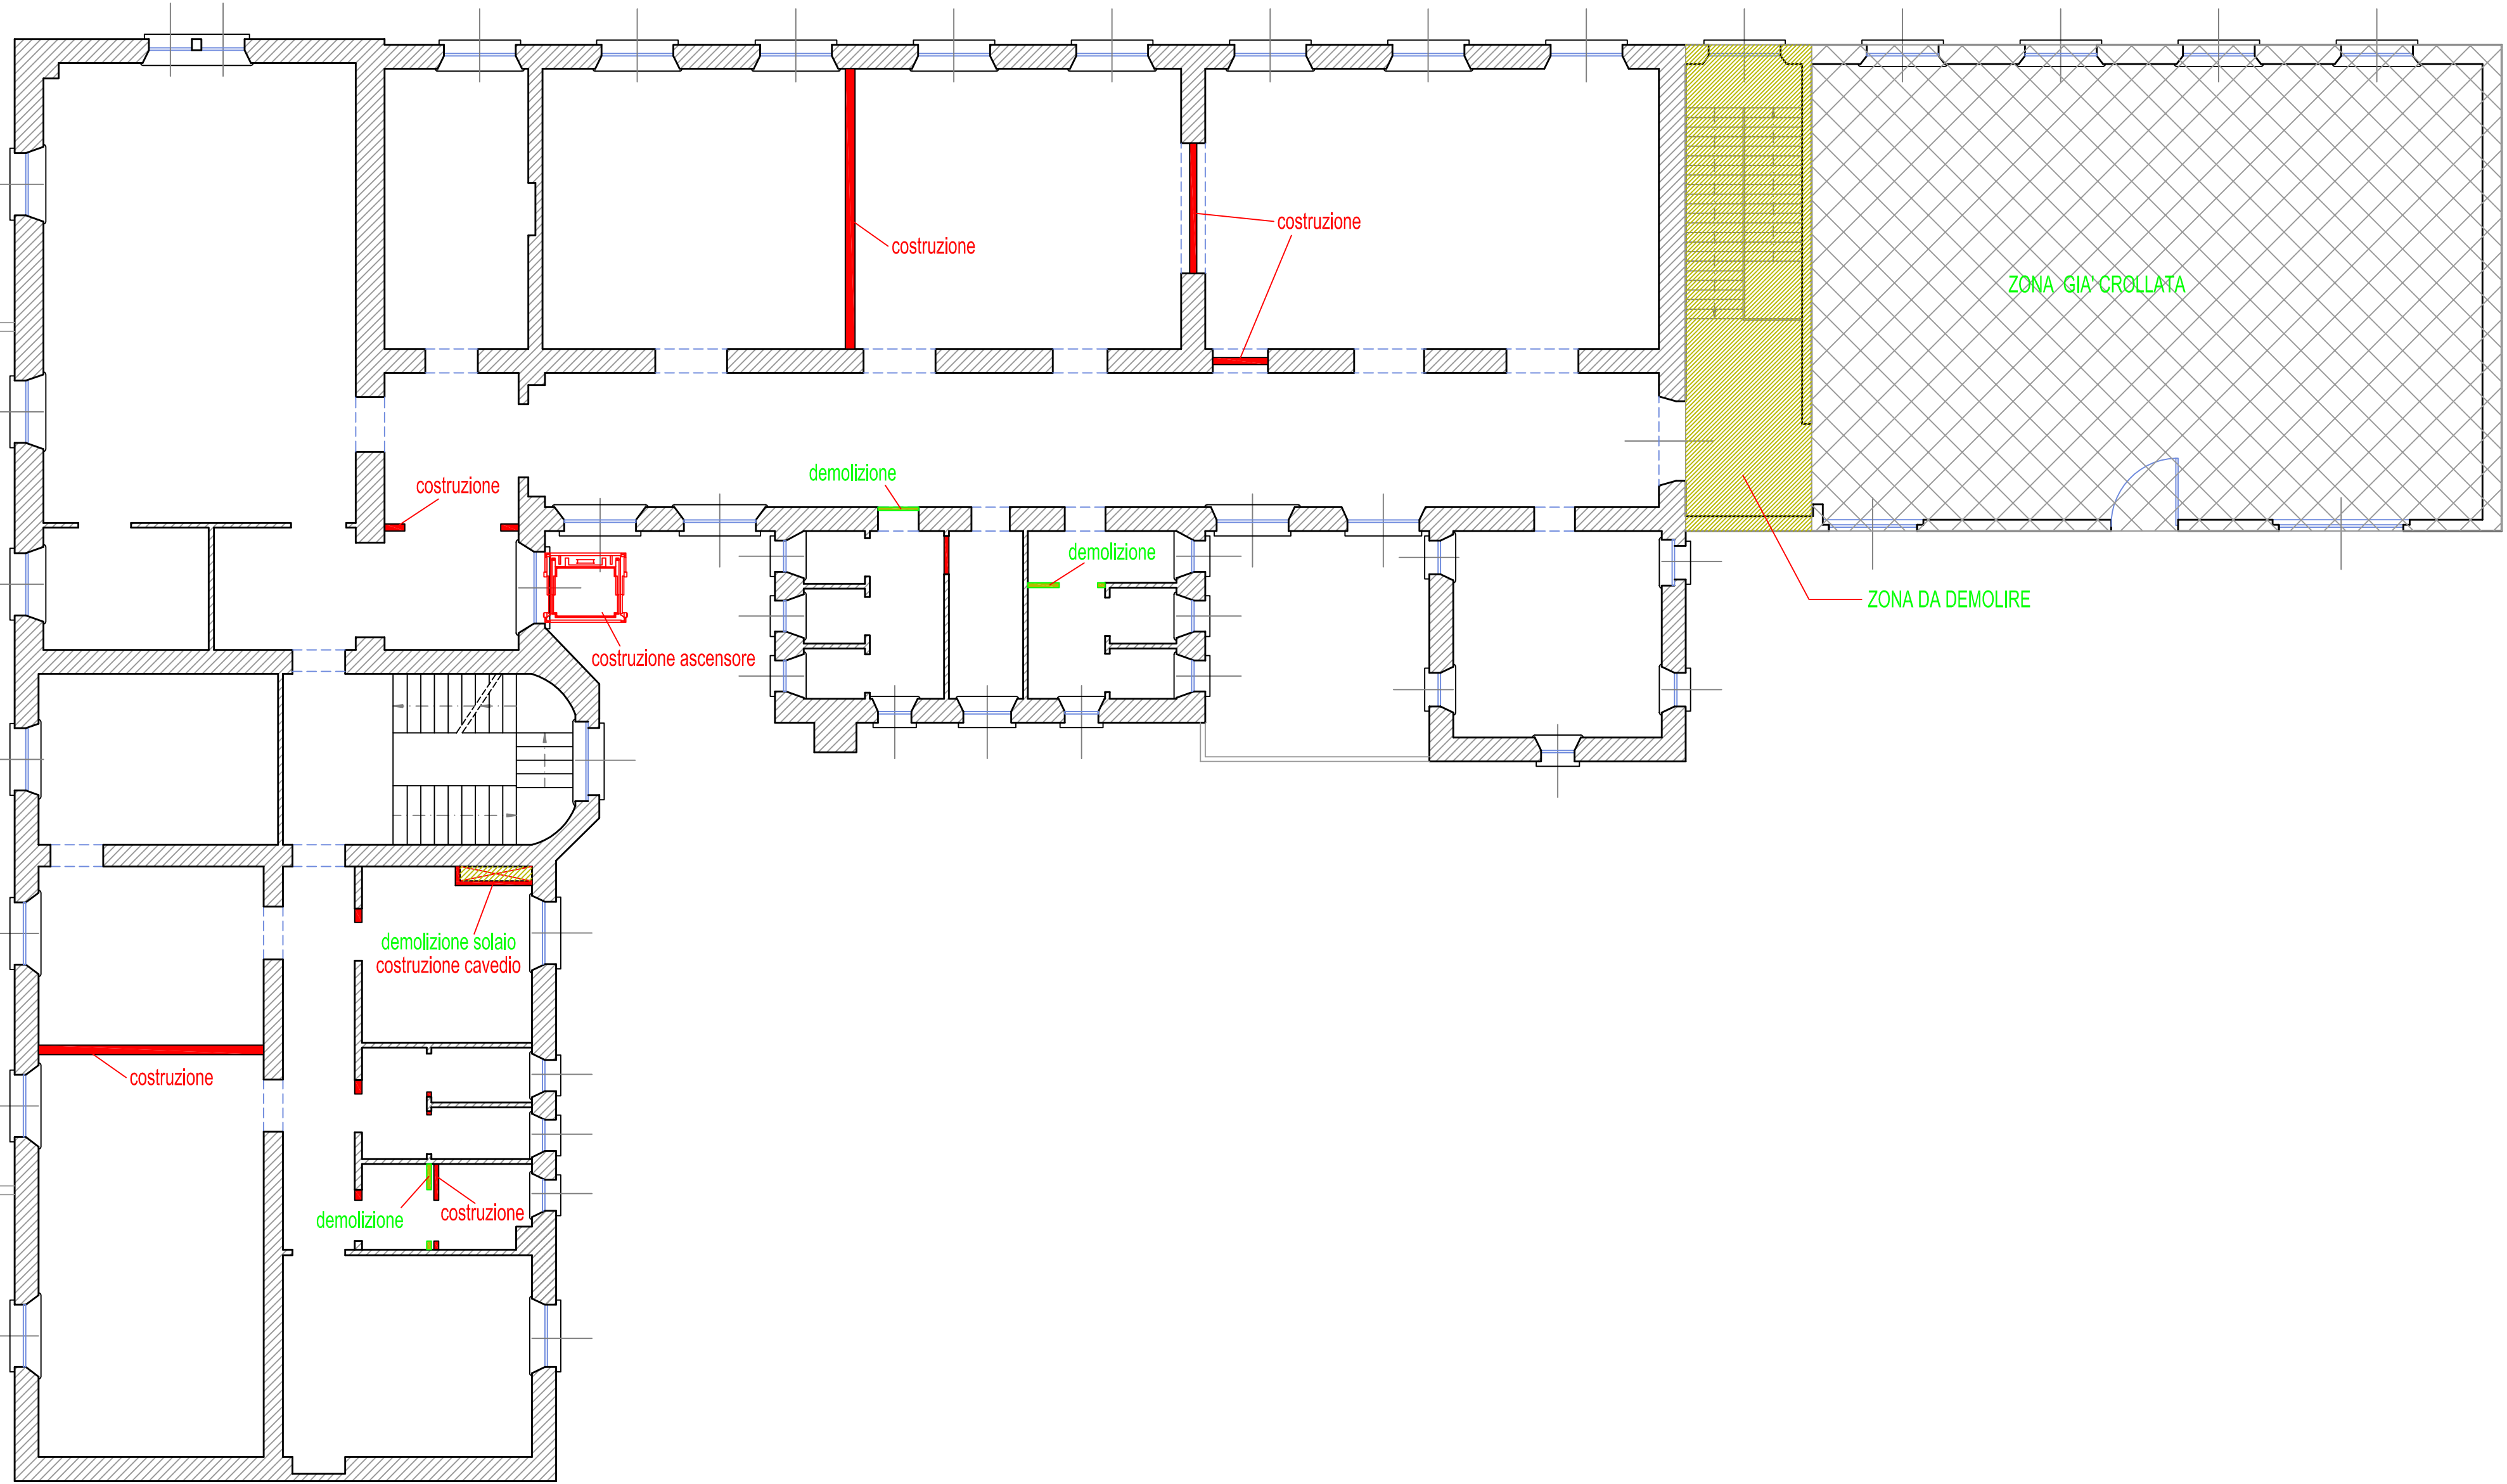 costruzione
costruzione
ZONA GIA' CROLLATA
demolizione
costruzione
demolizione
ZONA DA DEMOLIRE
costruzione ascensore
demolizione solaio
costruzione cavedio
costruzione
demolizione
costruzione